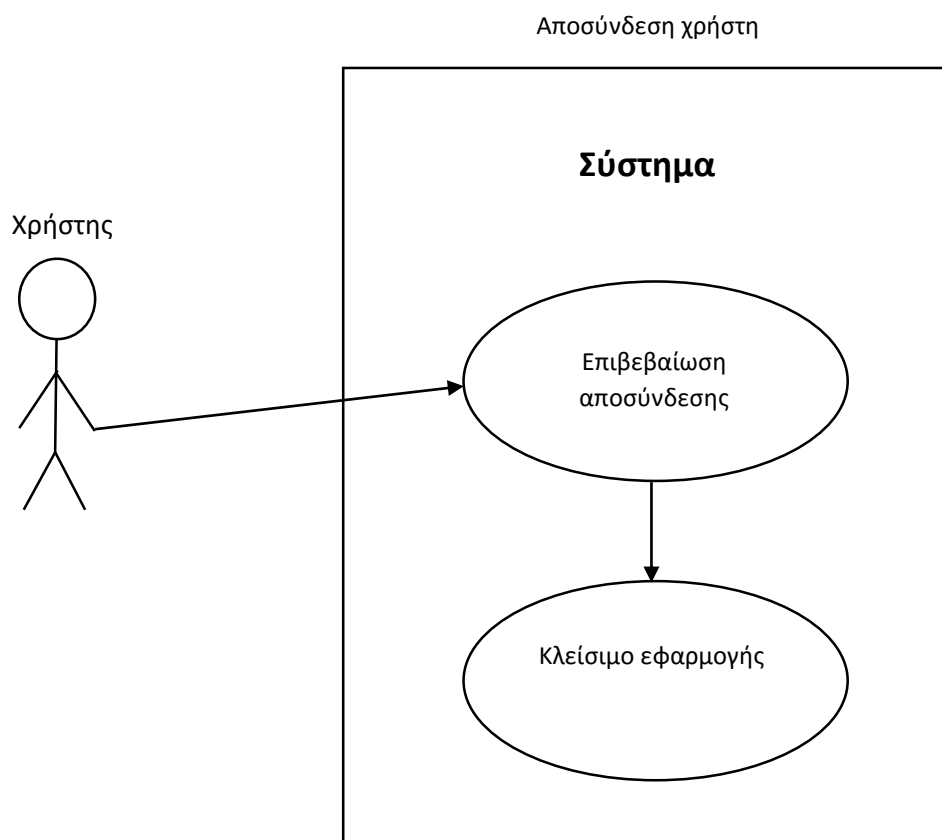 Αποσύνδεση χρήστη
Σύστημα
Χρήστης
Επιβεβαίωση
αποσύνδεσης
Κλείσιμο εφαρμογής